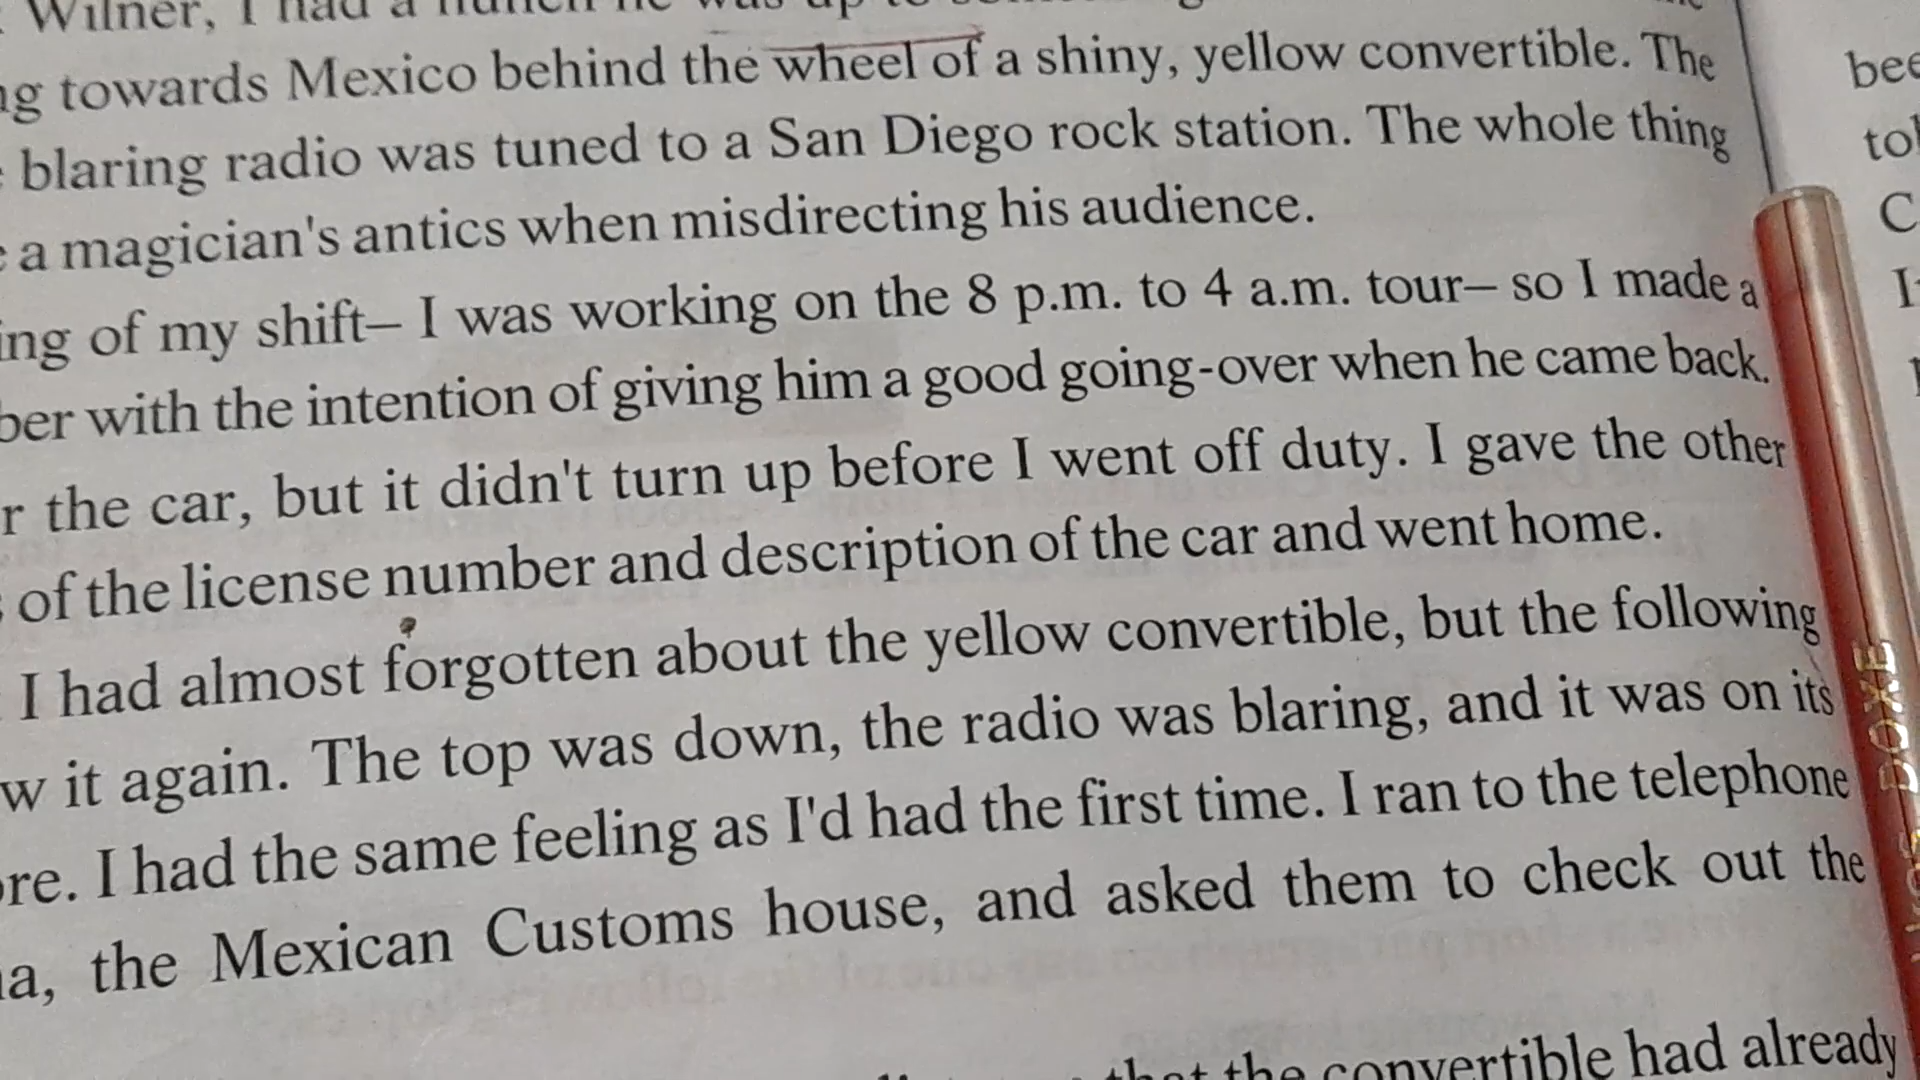 Wilner, I had a hunch he was up to
towards Mexico behind the wheel of a shiny, yellow convertible. The
blaring radio was tuned to a San Diego rock station. The whole thing
a magician's antics when misdirecting his audience.
of my shift– I was working on the 8 p.m. to 4 a.m. tour– so I made a
with the intention of giving him a good going-over when he came back.
the car, but it didn't turn up before I went off duty. I gave the other
of the license number and description of the car and went home.
I had almost forgotten about the yellow convertible, but the following
it again. The top was down, the radio was blaring, and it was on its
I had the same feeling as I'd had the first time. I ran to the telephone
the Mexican Customs house, and asked them to check out the
that the convertible had already